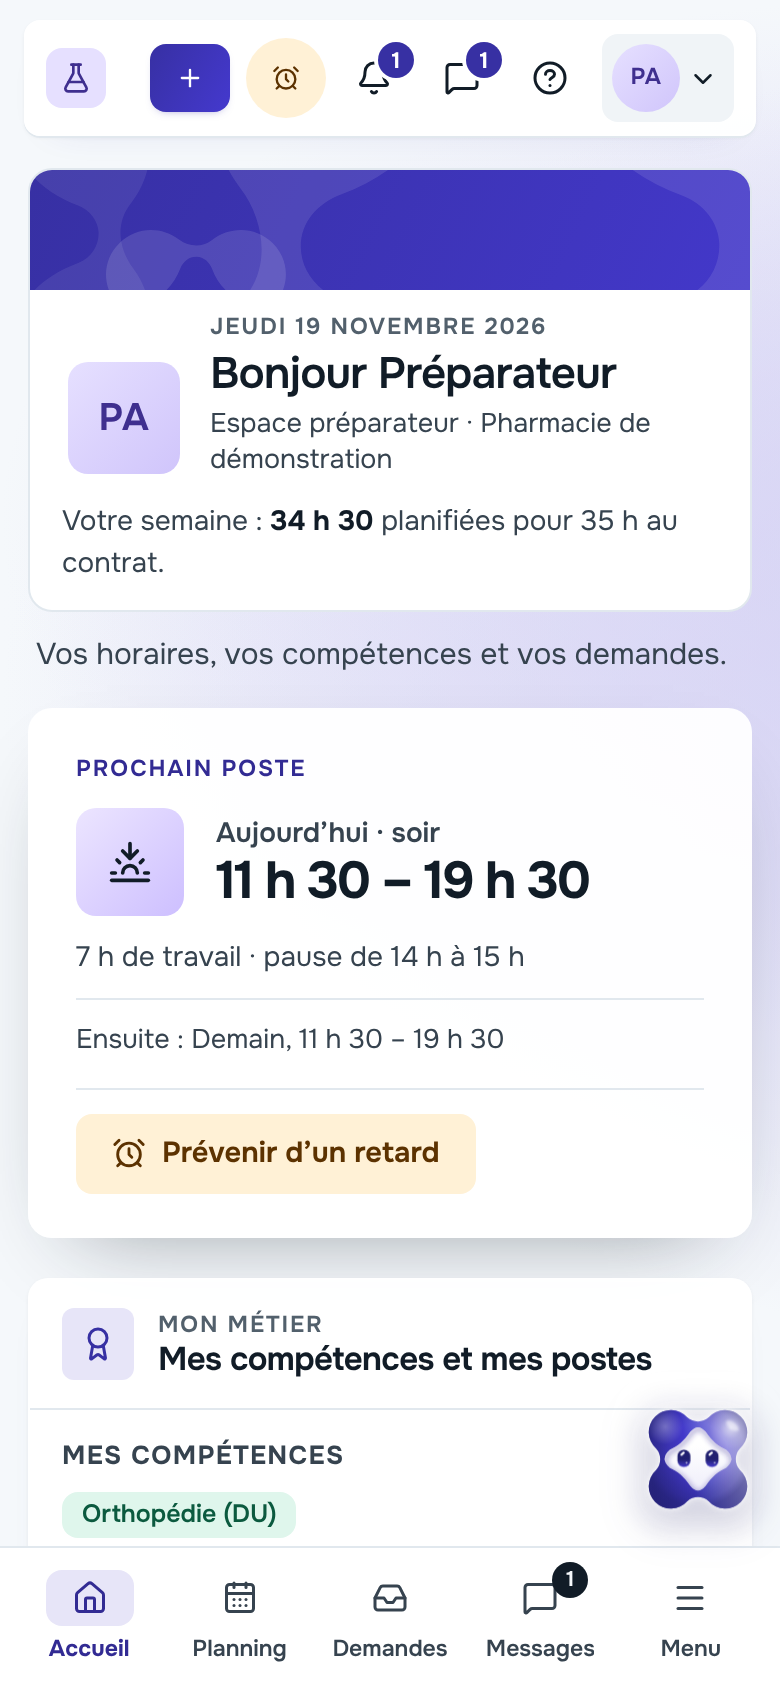 1
1
PA
JEUDI 19 NOVEMBRE 2026
Bonjour Préparateur
PA
Espace préparateur · Pharmacie de
démonstration
Votre semaine : 34 h 30 planifiées pour 35 h au
contrat.
Vos horaires, vos compétences et vos demandes.
PROCHAIN POSTE
Aujourd’hui · soir
11 h 30 – 19 h 30
7 h de travail · pause de 14 h à 15 h
Ensuite : Demain, 11 h 30 – 19 h 30
Prévenir d’un retard
MON MÉTIER
Mes compétences et mes postes
MES COMPÉTENCES
Orthopédie (DU)
1
Accueil
Planning
Demandes
Messages
Menu